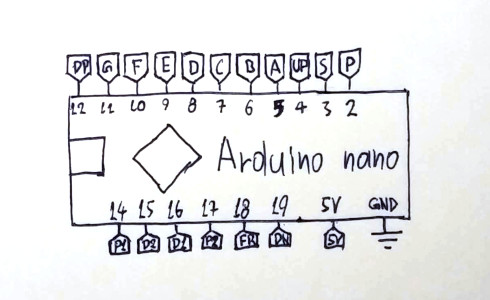 DP G F E D C B A UP S P
12 11 10 9 8 7 6 5 4 3 2
Arduino nano
14 15 16 17 18 19 5V GND
P1 D2 D1 P2 DN 5V